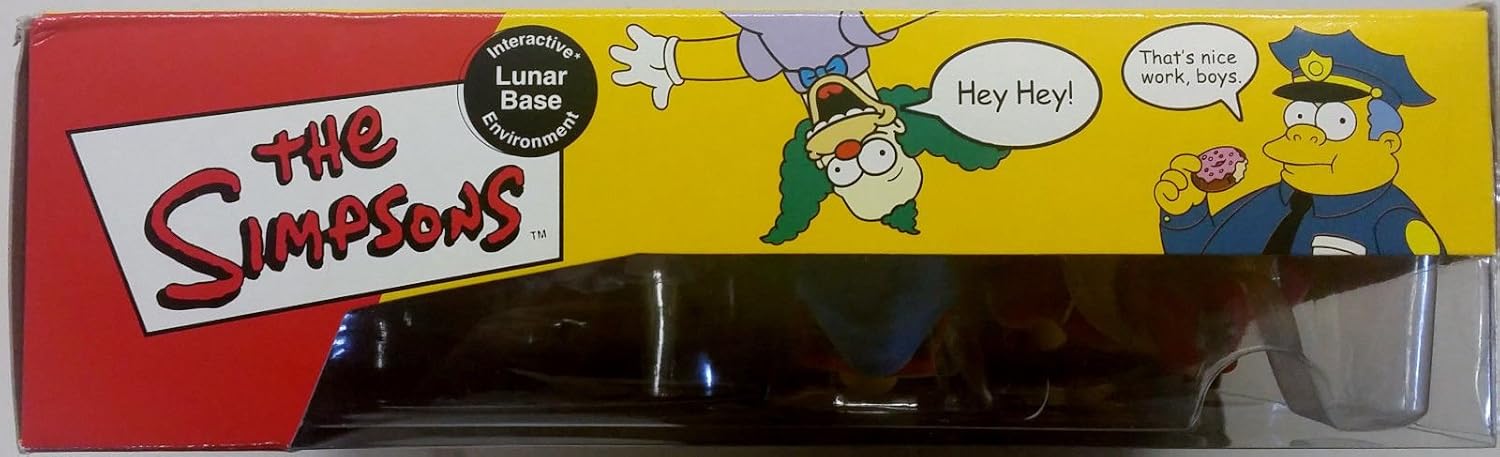 Interactive*
Lunar
Base
Environment
THE
SIMPSONS TM
Hey Hey!
That's nice
work, boys.